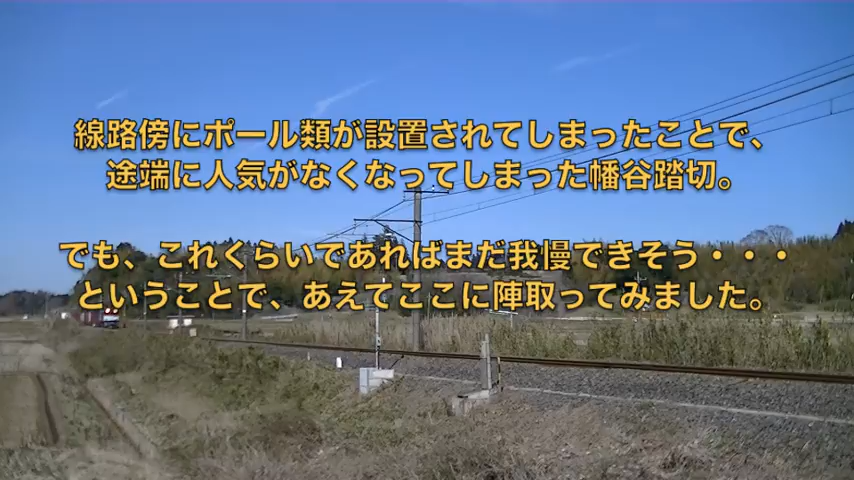 線路傍にポール類が設置されてしまったことで、
途端に人気がなくなってしまった幡谷踏切。
でも、これくらいであればまだ我慢できそう・・・
ということで、あえてここに陣取ってみました。